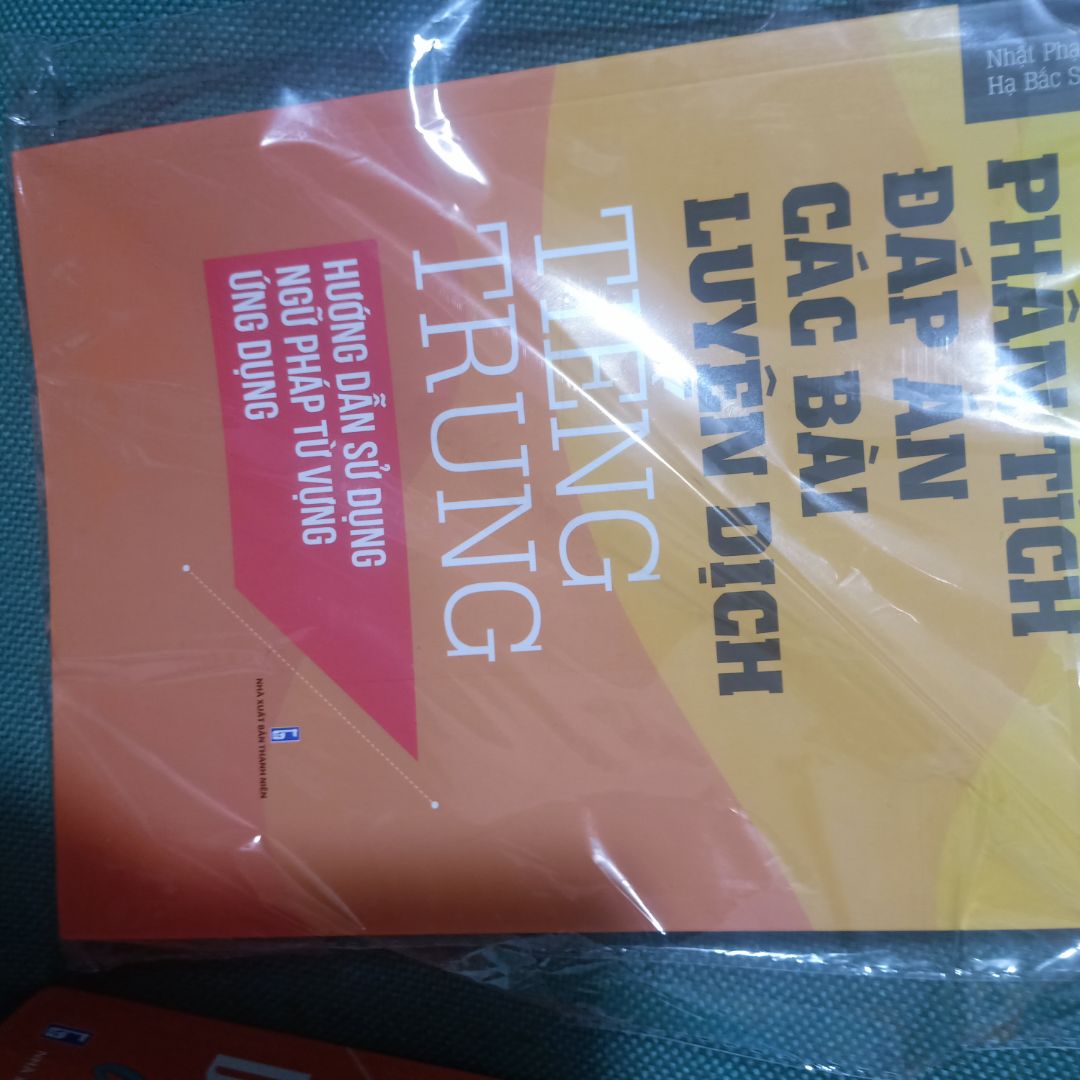 Nhật Phạ
Hạ Bắc S
PHÂN TÍCH
ĐÁP ÁN
CÁC BÀI
LUYỆN DỊCH
TIẾNG
TRUNG
HƯỚNG DẪN SỬ DỤNG
NGỮ PHÁP TỪ VỰNG
ỨNG DỤNG
NHÀ XUẤT BẢN THANH NIÊN